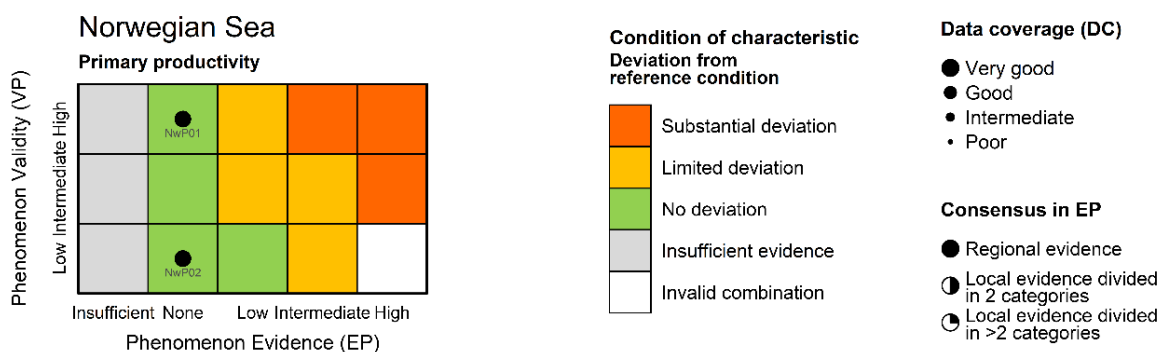 Norwegian Sea
Primary productivity
Phenomenon Validity (VP)
Low Intermediate High
NwP01
NwP02
Insufficient None Low Intermediate High
Phenomenon Evidence (EP)
Condition of characteristic
Deviation from
reference condition
Substantial deviation
Limited deviation
No deviation
Insufficient evidence
Invalid combination
Data coverage (DC)
Very good
Good
Intermediate
Poor
Consensus in EP
Regional evidence
Local evidence divided
in 2 categories
Local evidence divided
in >2 categories